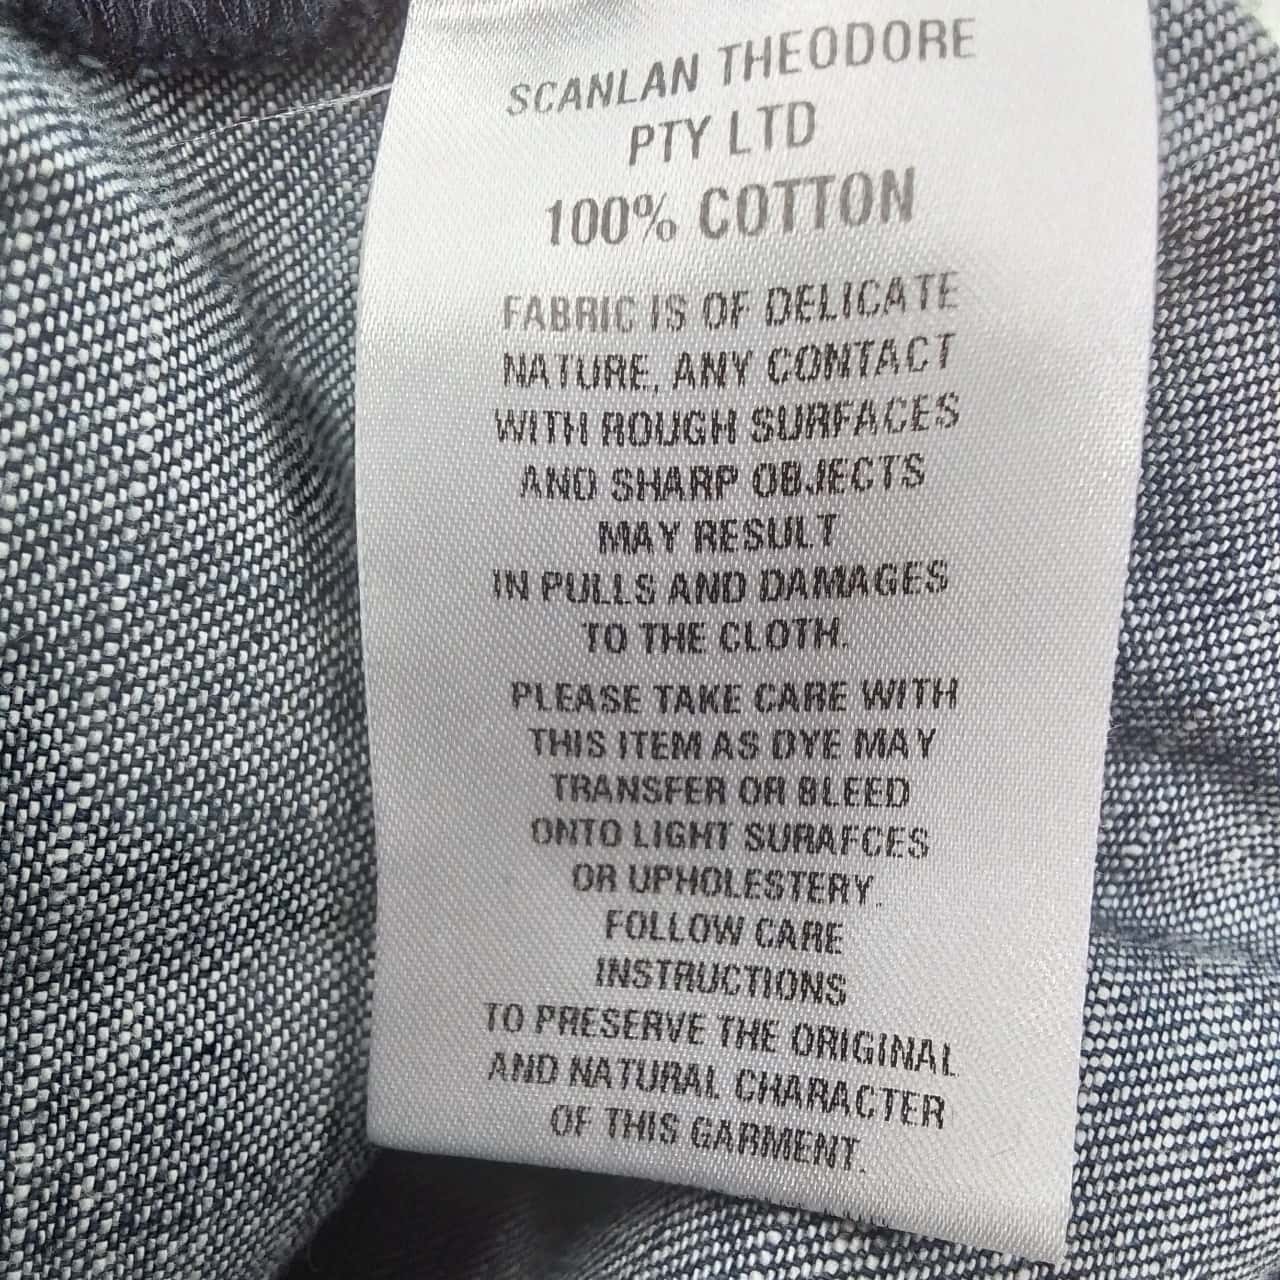 SCANLAN THEODORE
PTY LTD
100% COTTON
FABRIC IS OF DELICATE
NATURE, ANY CONTACT
WITH ROUGH SURFACES
AND SHARP OBJECTS
MAY RESULT
IN PULLS AND DAMAGES
TO THE CLOTH.
PLEASE TAKE CARE WITH
THIS ITEM AS DYE MAY
TRANSFER OR BLEED
ONTO LIGHT SURAFCES
OR UPHOLESTERY.
FOLLOW CARE
INSTRUCTIONS
TO PRESERVE THE ORIGINAL
AND NATURAL CHARACTER
OF THIS GARMENT.